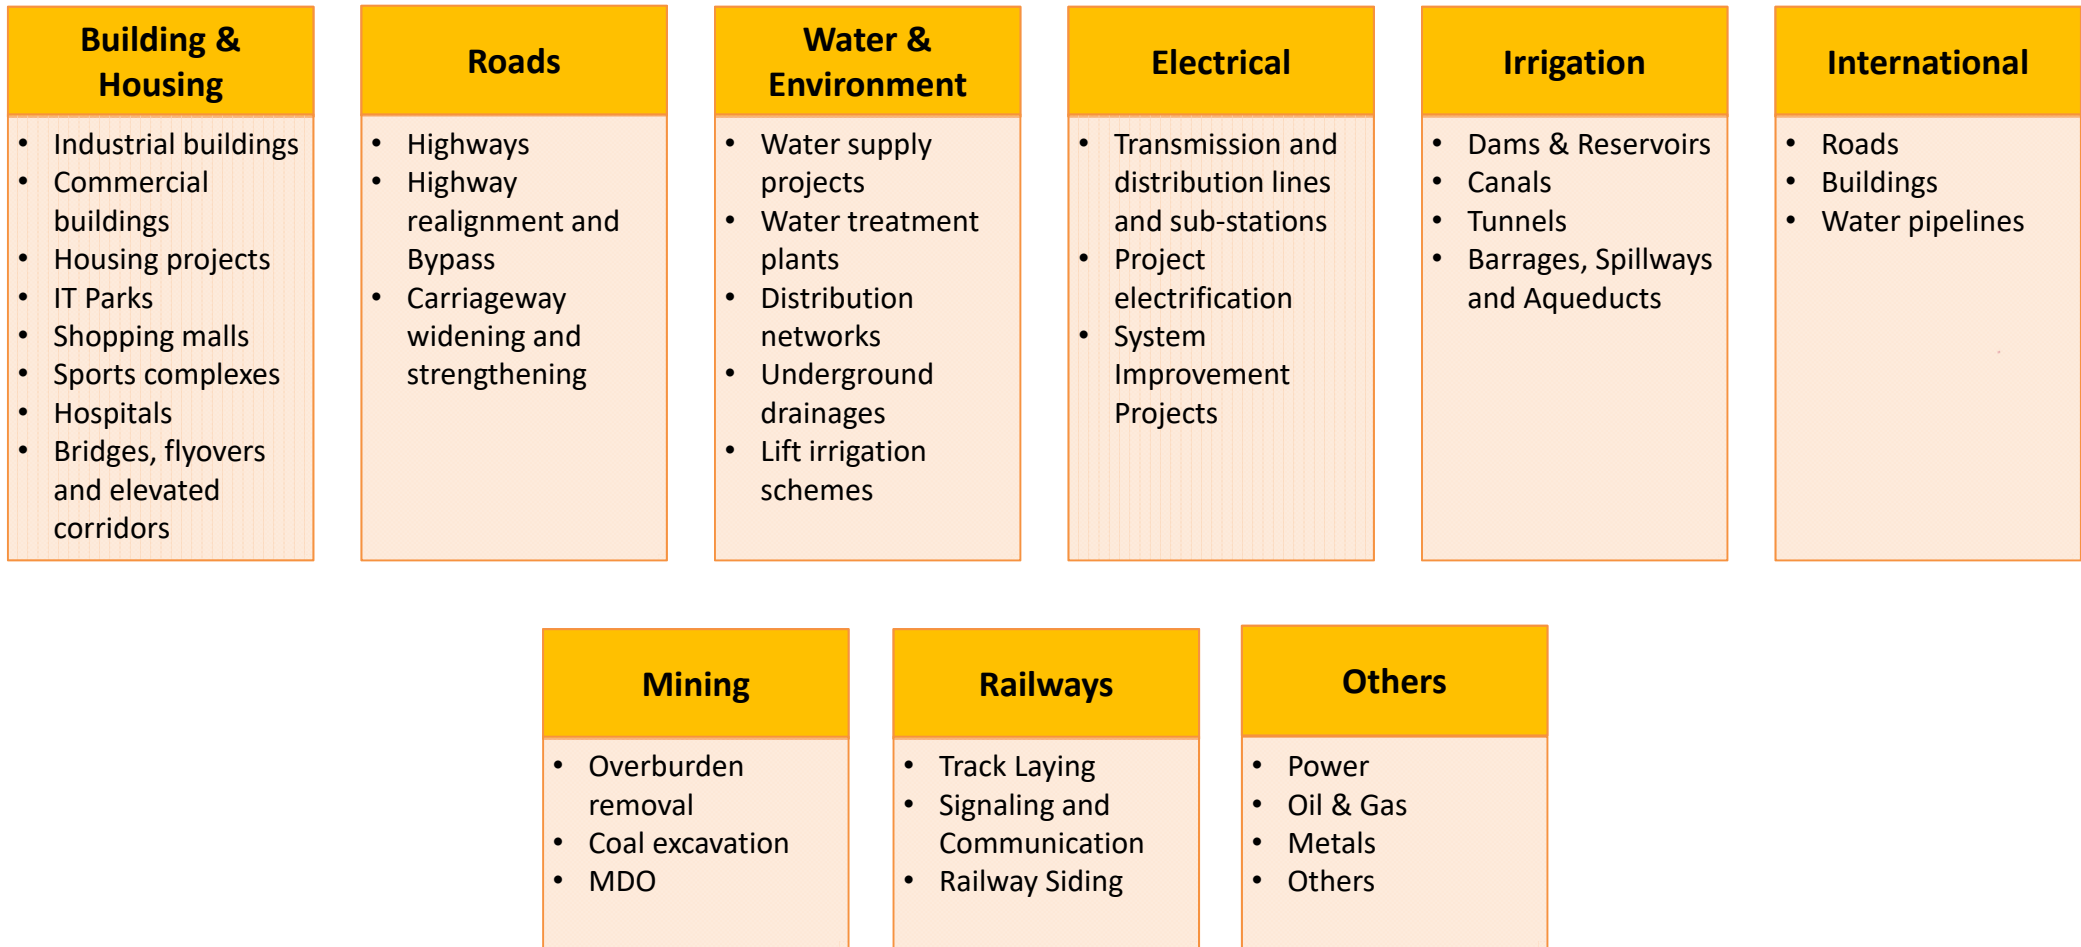 Building &
Housing
• Industrial buildings
• Commercial
buildings
• Housing projects
• IT Parks
• Shopping malls
• Sports complexes
• Hospitals
• Bridges, flyovers
and elevated
corridors
Roads
• Highways
• Highway
realignment and
Bypass
• Carriageway
widening and
strengthening
Water &
Environment
• Water supply
projects
• Water treatment
plants
• Distribution
networks
• Underground
drainages
• Lift irrigation
schemes
Electrical
• Transmission and
distribution lines
and sub-stations
• Project
electrification
• System
Improvement
Projects
Irrigation
• Dams & Reservoirs
• Canals
• Tunnels
• Barrages, Spillways
and Aqueducts
International
• Roads
• Buildings
• Water pipelines
Mining
• Overburden
removal
• Coal excavation
• MDO
Railways
• Track Laying
• Signaling and
Communication
• Railway Siding
Others
• Power
• Oil & Gas
• Metals
• Others